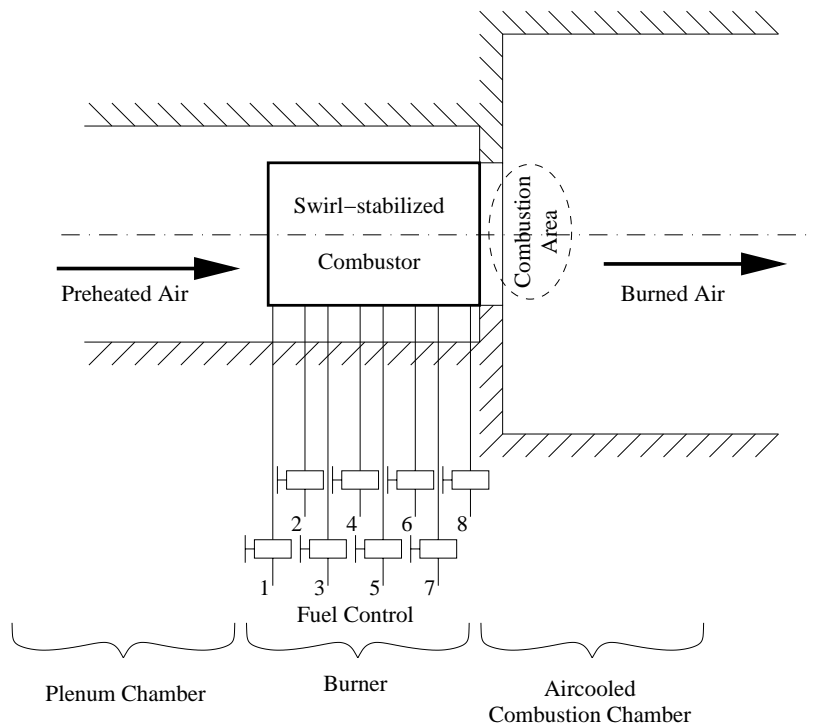 Swirl−stabilized
Combustor
Combustion
Area
Preheated Air
Burned Air
2 4 6 8
1 3 5 7
Fuel Control
Plenum Chamber
Burner
Aircooled
Combustion Chamber